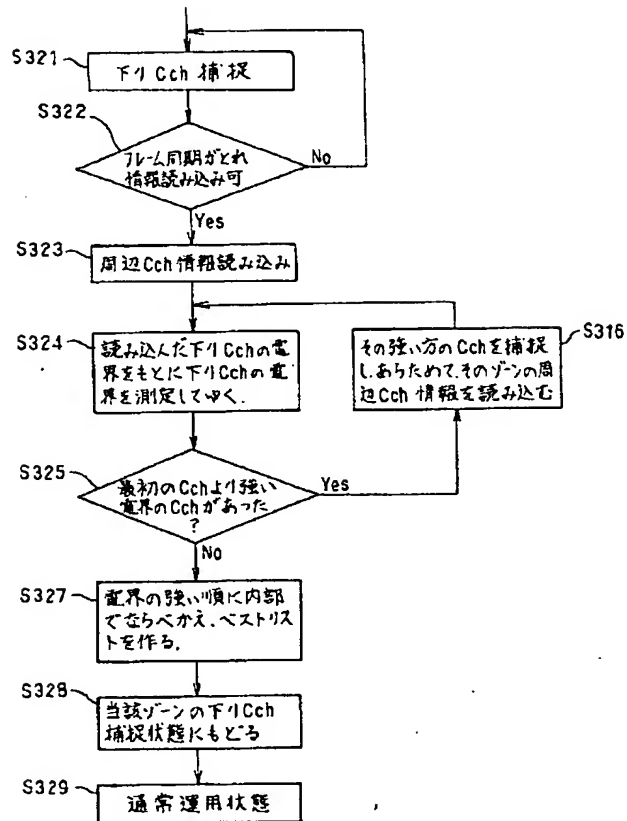 S321
下りCch 捕捉
S322
フレーム同期がとれ
情報読み込み可
No
Yes
S323
周辺Cch情報読み込み
S324
読み込んだ下りCchの電
界をもとに下りCchの電
界を測定してゆく.
S316
その強い方のCchを捕捉
し,あらためて,そのゾーンの周
辺Cch 情報を読み込む
S325
最初のCchより強い
電界のCchがあった
?
Yes
No
S327
電界の強い順に内部
でならべかえ、ベストリス
トを作る.
S328
当該ゾーンの下りCch
捕捉状態にもどる
S329
通常運用状態